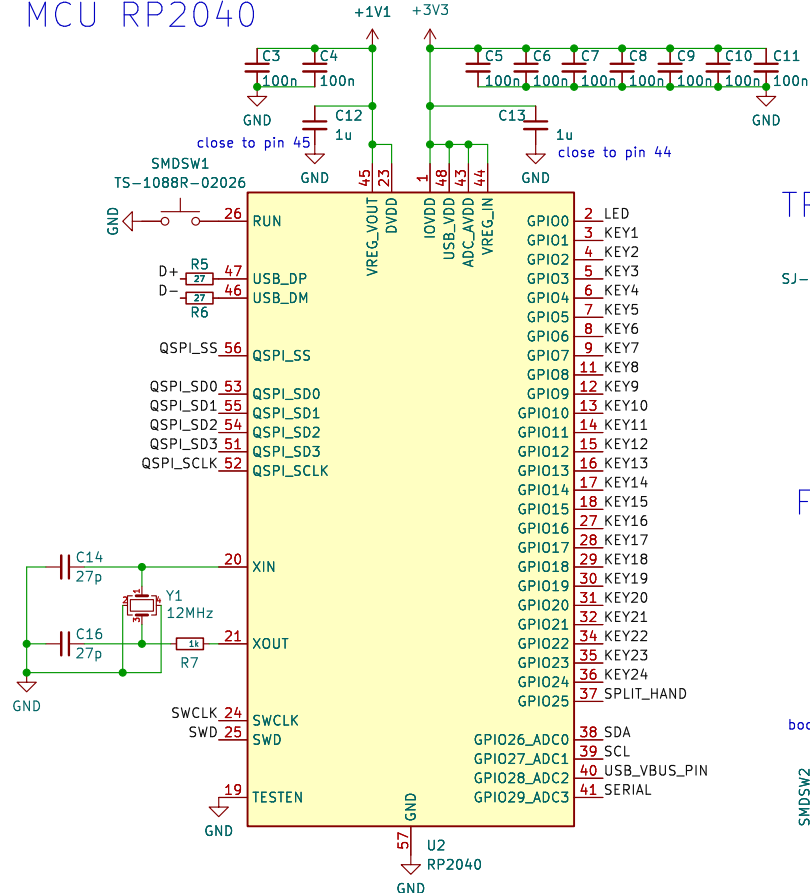 MCU RP2040
+1V1
+3V3
C3
100n
C4
100n
C5
100n
C6
100n
C7
100n
C8
100n
C9
100n
C10
100n
C11
100n
GND
GND
C12
1u
close to pin 45
GND
C13
1u
close to pin 44
GND
SMDSW1
TS-1088R-02026
GND
45
23
1
48
43
44
VREG_VOUT
DVDD
IOVDD
USB_VDD
ADC_AVDD
VREG_IN
26 RUN
D+ R5 27 47 USB_DP
D- 27 R6 46 USB_DM
QSPI_SS 56 QSPI_SS
QSPI_SD0 53 QSPI_SD0
QSPI_SD1 55 QSPI_SD1
QSPI_SD2 54 QSPI_SD2
QSPI_SD3 51 QSPI_SD3
QSPI_SCLK 52 QSPI_SCLK
C14
27p
20 XIN
Y1
12MHz
1
2
4
3
C16
27p
1k
R7
21 XOUT
GND
SWCLK 24 SWCLK
SWD 25 SWD
19 TESTEN
GND
GPIO0 2 LED
GPIO1 3 KEY1
GPIO2 4 KEY2
GPIO3 5 KEY3
GPIO4 6 KEY4
GPIO5 7 KEY5
GPIO6 8 KEY6
GPIO7 9 KEY7
GPIO8 11 KEY8
GPIO9 12 KEY9
GPIO10 13 KEY10
GPIO11 14 KEY11
GPIO12 15 KEY12
GPIO13 16 KEY13
GPIO14 17 KEY14
GPIO15 18 KEY15
GPIO16 27 KEY16
GPIO17 28 KEY17
GPIO18 29 KEY18
GPIO19 30 KEY19
GPIO20 31 KEY20
GPIO21 32 KEY21
GPIO22 34 KEY22
GPIO23 35 KEY23
GPIO24 36 KEY24
GPIO25 37 SPLIT_HAND
GPIO26_ADC0 38 SDA
GPIO27_ADC1 39 SCL
GPIO28_ADC2 40 USB_VBUS_PIN
GPIO29_ADC3 41 SERIAL
GND
57
U2
RP2040
GND
SJ-
SMDSW2